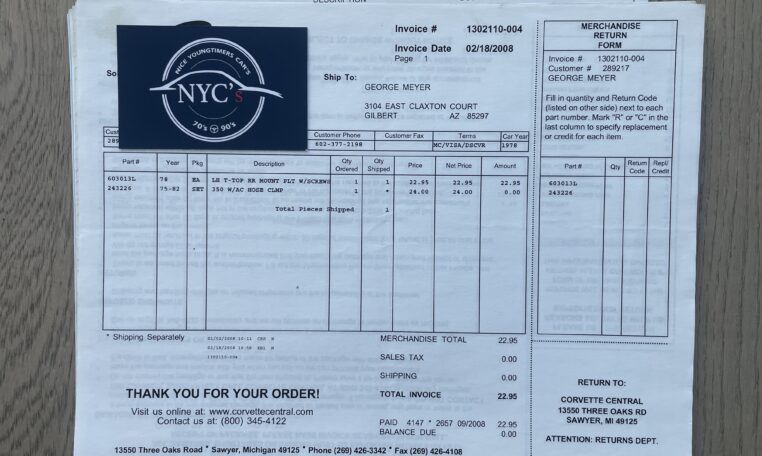 DESCRIPTION
Invoice # 1302110-004
Invoice Date 02/18/2008
Page 1
NICE YOUNGTIMERS CAR'S
NYC's
70's 90's
So
Ship To:
GEORGE MEYER
3104 EAST CLAXTON COURT
GILBERT AZ 85297
Customer Phone Customer Fax Terms Car Year
602-377-2198 MC/VISA/DSCVR 1978
Part # Year Pkg Description Qty Ordered Qty Shipped Price Net Price Amount
603013L 78 EA LH T-TOP RR MOUNT PLT W/SCREWS 1 1 22.95 22.95 22.95
243226 75-82 SET 350 W/AC HOSE CLMP 1 * 24.00 24.00 0.00
Total Pieces Shipped 1
* Shipping Separately
MERCHANDISE TOTAL 22.95
SALES TAX 0.00
SHIPPING 0.00
TOTAL INVOICE 22.95
PAID 4147 * 2657 09/2008 22.95
BALANCE DUE 0.00
THANK YOU FOR YOUR ORDER!
Visit us online at: www.corvettecentral.com
Contact us at: (800) 345-4122
13550 Three Oaks Road * Sawyer, Michigan 49125 * Phone (269) 426-3342 * Fax (269) 426-4108
MERCHANDISE
RETURN
FORM
Invoice # 1302110-004
Customer # 289217
GEORGE MEYER
Fill in quantity and Return Code
(listed on other side) next to each
part number. Mark "R" or "C" in the
last column to specify replacement
or credit for each item.
Part # Qty Return Code Repl/ Credit
603013L
243226
RETURN TO:
CORVETTE CENTRAL
13550 THREE OAKS RD
SAWYER, MI 49125
ATTENTION: RETURNS DEPT.